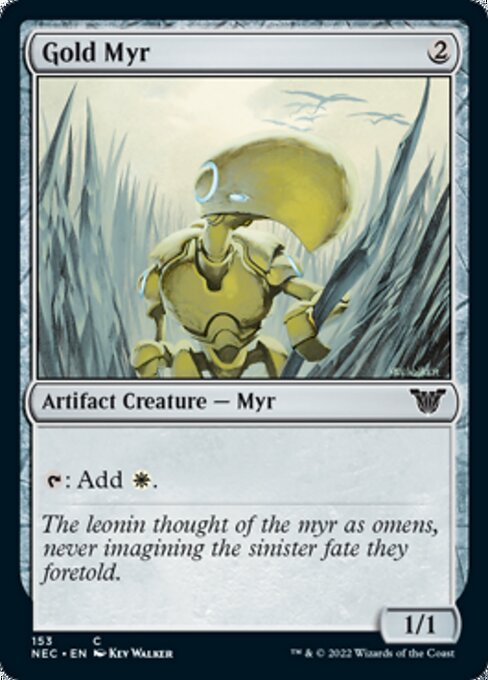 Gold Myr 2
Artifact Creature — Myr
: Add .
The leonin thought of the myr as omens,
never imagining the sinister fate they
foretold.
1/1
153 C
NEC • EN Kev Walker ™ & © 2022 Wizards of the Coast